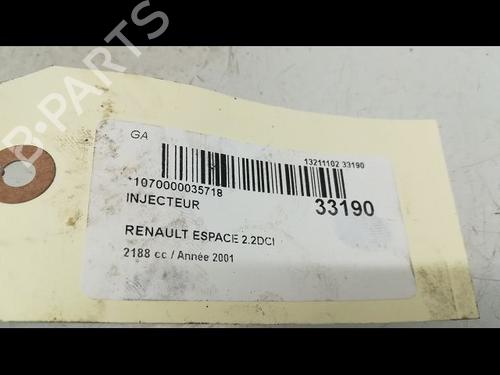 B-PARTS
GA
13211102 33190
*1070000035718
INJECTEUR
33190
RENAULT ESPACE 2.2DCI
2188 cc / Année 2001